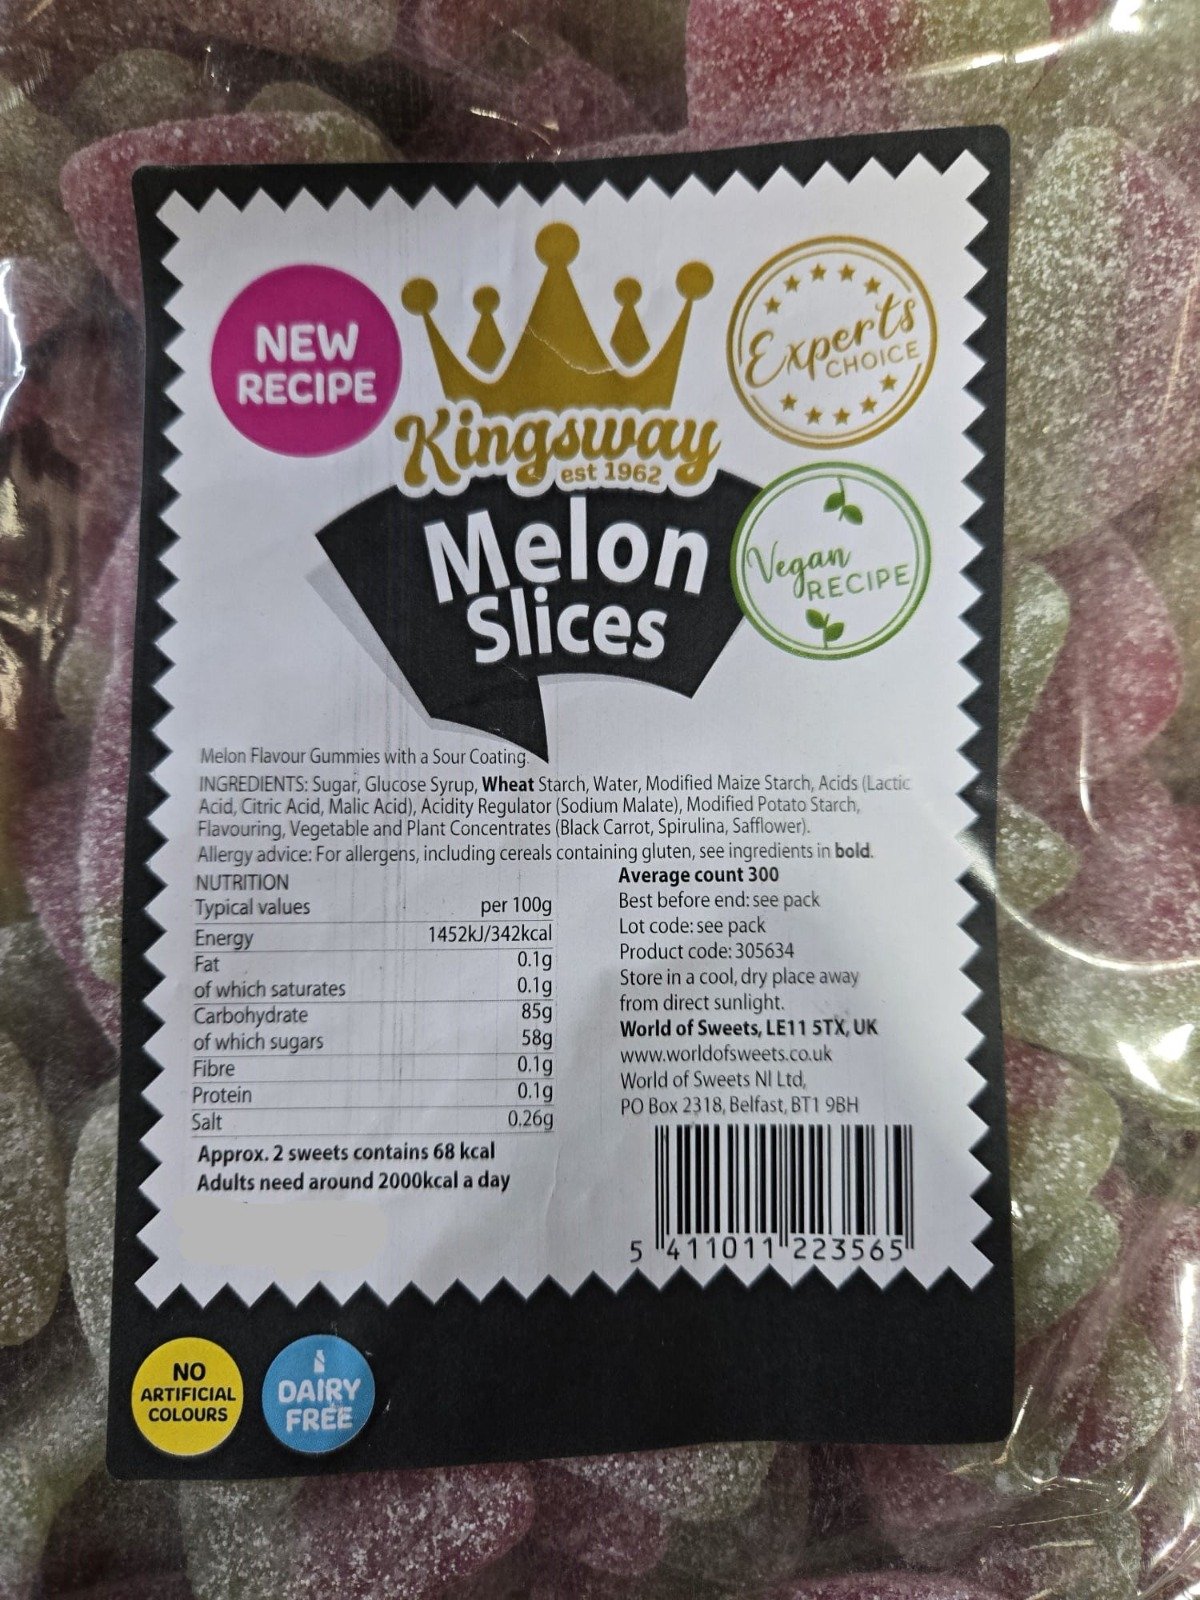 NEW
RECIPE
Kingsway
est 1962
Experts
CHOICE
Melon
Slices
Vegan
RECIPE
Melon Flavour Gummies with a Sour Coating.
INGREDIENTS: Sugar, Glucose Syrup, Wheat Starch, Water, Modified Maize Starch, Acids (Lactic
Acid, Citric Acid, Malic Acid), Acidity Regulator (Sodium Malate), Modified Potato Starch,
Flavouring, Vegetable and Plant Concentrates (Black Carrot, Spirulina, Safflower).
Allergy advice: For allergens, including cereals containing gluten, see ingredients in bold.
NUTRITION
Typical values per 100g
Energy 1452kJ/342kcal
Fat 0.1g
of which saturates 0.1g
Carbohydrate 85g
of which sugars 58g
Fibre 0.1g
Protein 0.1g
Salt 0.26g
Approx. 2 sweets contains 68 kcal
Adults need around 2000kcal a day
Average count 300
Best before end: see pack
Lot code: see pack
Product code: 305634
Store in a cool, dry place away
from direct sunlight.
World of Sweets, LE11 5TX, UK
www.worldofsweets.co.uk
World of Sweets NI Ltd,
PO Box 2318, Belfast, BT1 9BH
5 411011 223565
NO
ARTIFICIAL
COLOURS
DAIRY
FREE